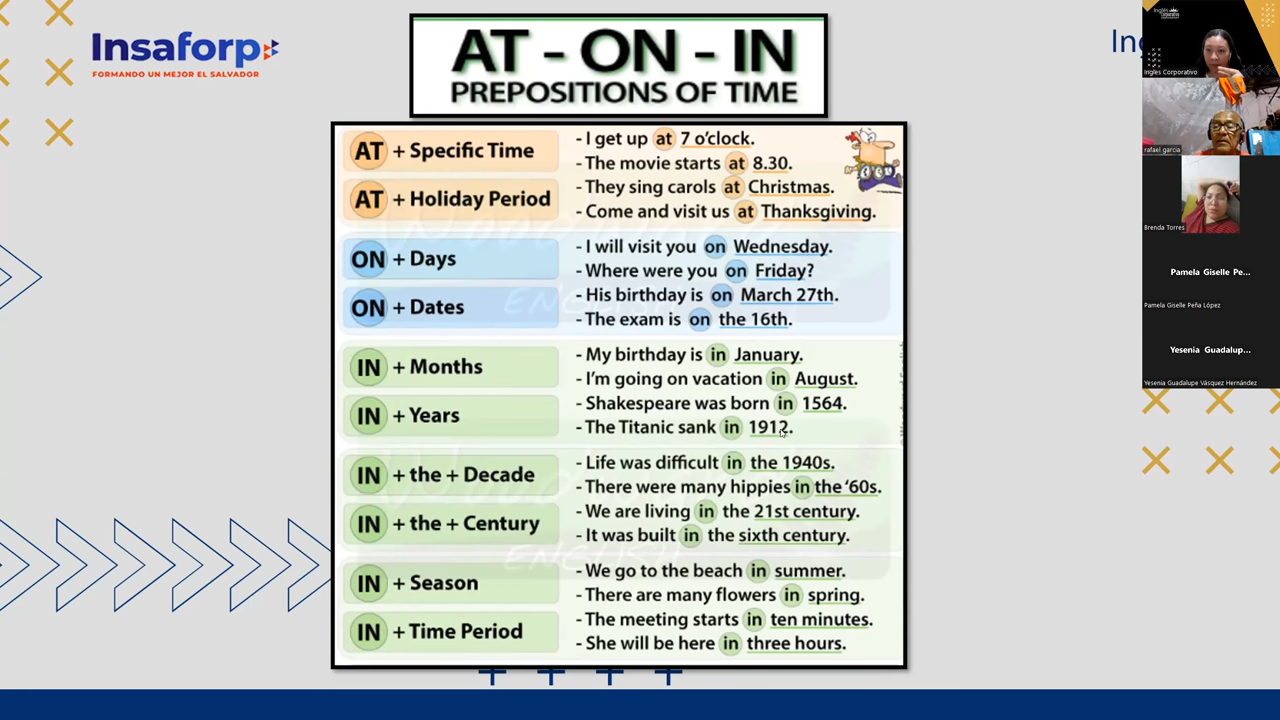 Insaforp
FORMANDO UN MEJOR EL SALVADOR
AT - ON - IN
PREPOSITIONS OF TIME
AT + Specific Time
- I get up at 7 o'clock.
- The movie starts at 8.30.
AT + Holiday Period
- They sing carols at Christmas.
- Come and visit us at Thanksgiving.
ON + Days
- I will visit you on Wednesday.
- Where were you on Friday?
ON + Dates
- His birthday is on March 27th.
- The exam is on the 16th.
IN + Months
- My birthday is in January.
- I'm going on vacation in August.
IN + Years
- Shakespeare was born in 1564.
- The Titanic sank in 1912.
IN + the + Decade
- Life was difficult in the 1940s.
- There were many hippies in the '60s.
IN + the + Century
- We are living in the 21st century.
- It was built in the sixth century.
IN + Season
- We go to the beach in summer.
- There are many flowers in spring.
IN + Time Period
- The meeting starts in ten minutes.
- She will be here in three hours.
Ingles Corporativo
rafael garcia
Brenda Torres
Pamela Giselle Pe...
Pamela Giselle Peña López
Yesenia Guadalup...
Yesenia Guadalupe Vásquez Hernández